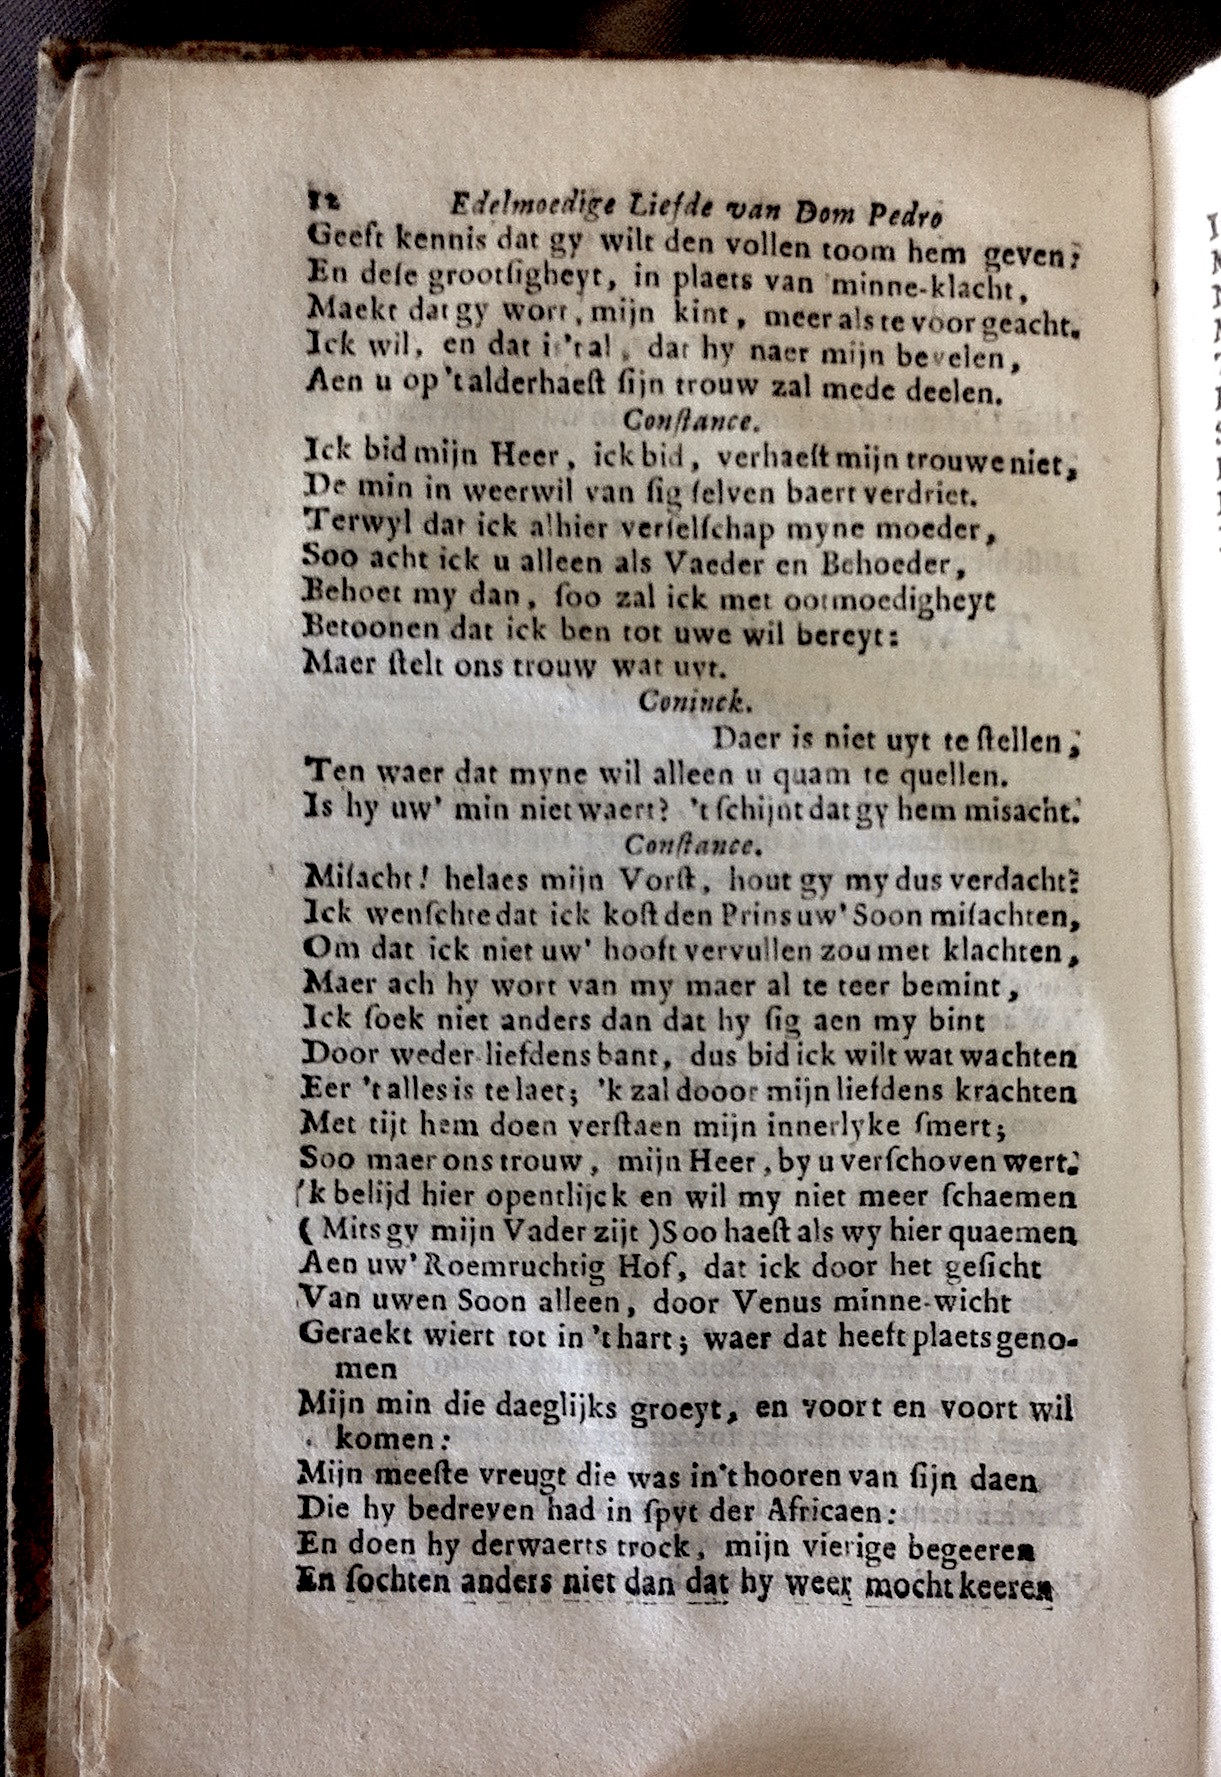 12 Edelmoedige Liefde van Dom Pedro
Geeft kennis dat gy wilt den vollen toom hem geven?
En deſe grootſigheyt, in plaets van minne-klacht,
Maekt dat gy wort, mijn kint, meer als te voor geacht.
Ick wil, en dat is 't al, dat hy naer mijn bevelen,
Aen u op 't alderhaeſt ſijn trouw zal mede deelen.
Conſtance.
Ick bid mijn Heer, ick bid, verhaeſt mijn trouwe niet,
De min in weerwil van ſig ſelven baert verdriet.
Terwyl dat ick alhier verſelſchap myne moeder,
Soo acht ick u alleen als Vaeder en Behoeder,
Behoet my dan, ſoo zal ick met ootmoedigheyt
Betoonen dat ick ben tot uwe wil bereyt:
Maer ſtelt ons trouw wat uyt.
Coninck.
Daer is niet uyt te ſtellen,
Ten waer dat myne wil alleen u quam te quellen.
Is hy uw' min niet waert? 't ſchijnt dat gy hem misacht.
Conſtance.
Miſacht! helaes mijn Vorſt, hout gy my dus verdacht?
Ick wenſchte dat ick koſt den Prins uw' Soon miſachten,
Om dat ick niet uw' hooft vervullen zou met klachten,
Maer ach hy wort van my maer al te teer bemint,
Ick ſoek niet anders dan dat hy ſig aen my bint
Door weder liefdens bant, dus bid ick wilt wat wachten
Eer 't alles is te laet; 'k zal dooor mijn liefdens krachten
Met tijt hem doen verſtaen mijn innerlyke ſmert;
Soo maer ons trouw, mijn Heer, by u verſchoven wert.
'k belijd hier opentlijck en wil my niet meer ſchaemen
(Mits gy mijn Vader zijt) Soo haeſt als wy hier quaemen
Aen uw' Roemruchtig Hof, dat ick door het geſicht
Van uwen Soon alleen, door Venus minne-wicht
Geraekt wiert tot in 't hart; waer dat heeft plaets geno-
men
Mijn min die daeglijks groeyt, en voort en voort wil
komen:
Mijn meeſte vreugt die was in't hooren van ſijn daen
Die hy bedreven had in ſpyt der Africaen:
En doen hy derwaerts trock, mijn vierige begeeren
En ſochten anders niet dan dat hy weer mocht keeren